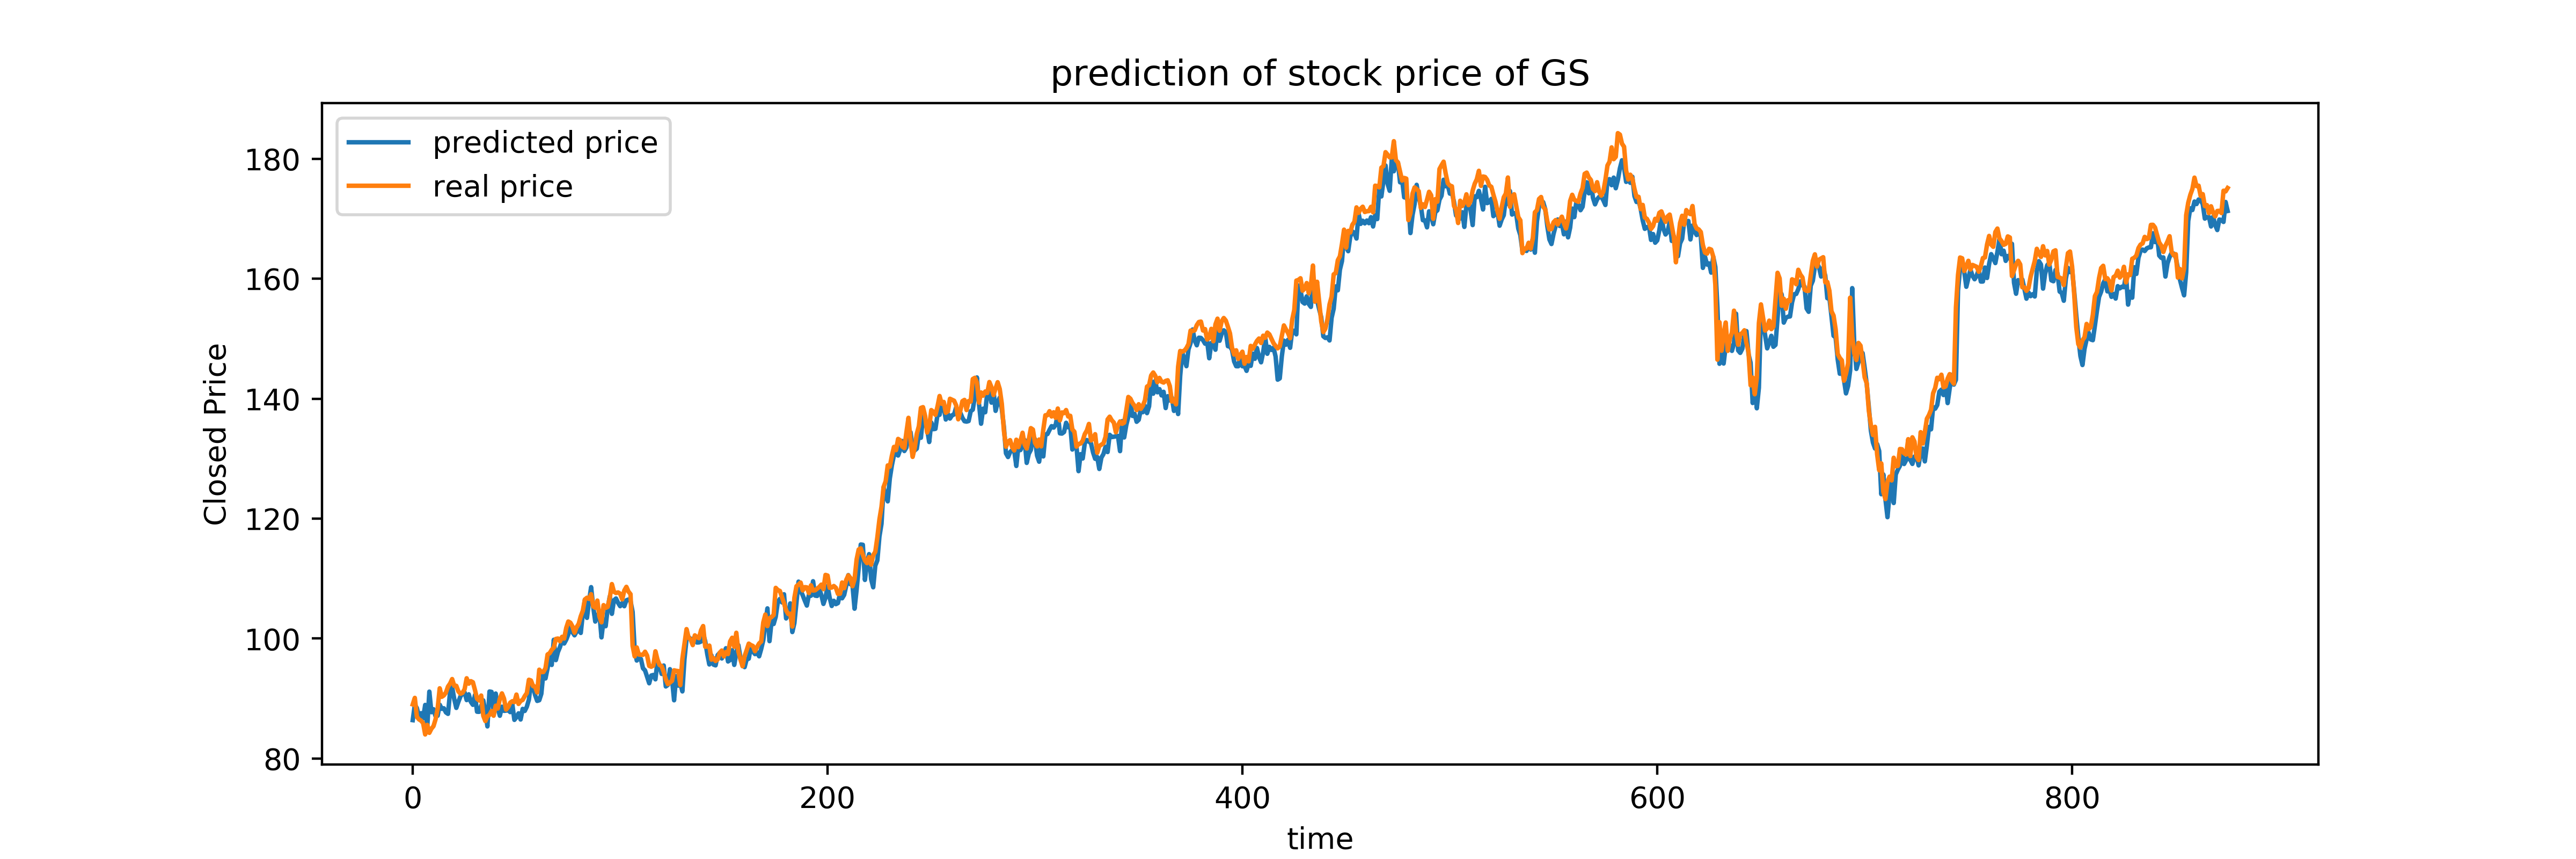 prediction of stock price of GS
predicted price
real price
180
160
140
120
100
80
Closed Price
0 200 400 600 800
time